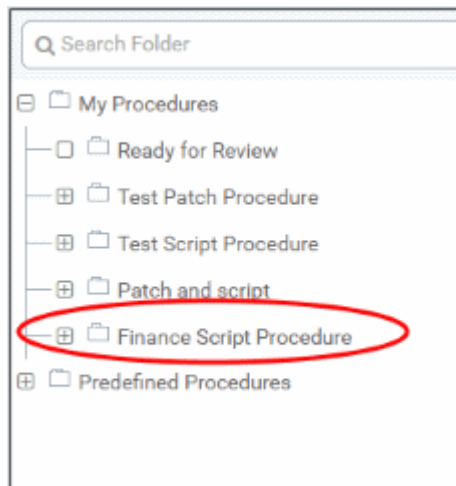 Search Folder
My Procedures
Ready for Review
Test Patch Procedure
Test Script Procedure
Patch and script
Finance Script Procedure
Predefined Procedures